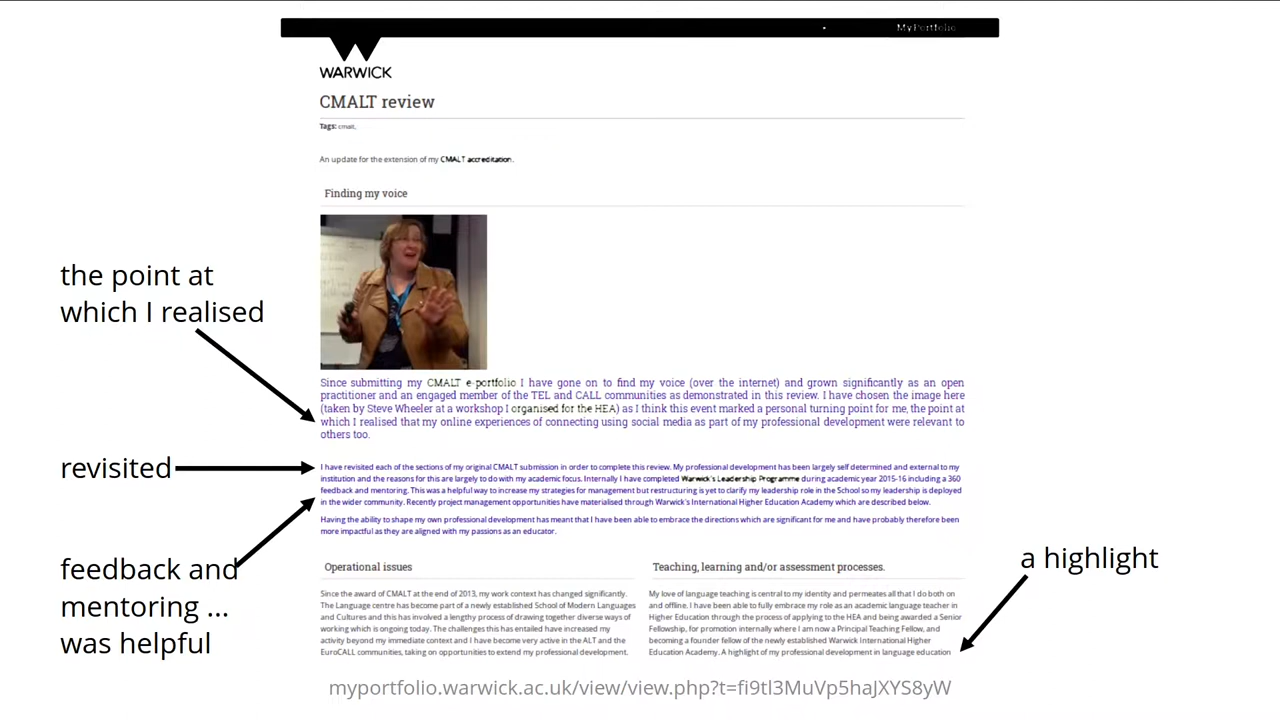 MyPortfolio
WARWICK
CMALT review
Tags: cmalt,
An update for the extension of my CMALT accreditation.
Finding my voice
the point at
which I realised
Since submitting my CMALT e-portfolio I have gone on to find my voice (over the internet) and grown significantly as an open
practitioner and an engaged member of the TEL and CALL communities as demonstrated in this review. I have chosen the image here
(taken by Steve Wheeler at a workshop I organised for the HEA) as I think this event marked a personal turning point for me, the point at
which I realised that my online experiences of connecting using social media as part of my professional development were relevant to
others too.
revisited
I have revisited each of the sections of my original CMALT submission in order to complete this review. My professional development has been largely self determined and external to my
institution and the reasons for this are largely to do with my academic focus. Internally I have completed Warwick's Leadership Programme during academic year 2015-16 including a 360
feedback and mentoring. This was a helpful way to increase my strategies for management but restructuring is yet to clarify my leadership role in the School so my leadership is deployed
in the wider community. Recently project management opportunities have materialised through Warwick's International Higher Education Academy which are described below.
Having the ability to shape my own professional development has meant that I have been able to embrace the directions which are significant for me and have probably therefore been
more impactful as they are aligned with my passions as an educator.
feedback and
mentoring ...
was helpful
Operational issues
Since the award of CMALT at the end of 2013, my work context has changed significantly.
The Language centre has become part of a newly established School of Modern Languages
and Cultures and this has involved a lengthy process of drawing together diverse ways of
working which is ongoing today. The challenges this has entailed have increased my
activity beyond my immediate context and I have become very active in the ALT and the
EuroCALL communities, taking on opportunities to extend my professional development.
Teaching, learning and/or assessment processes.
My love of language teaching is central to my identity and permeates all that I do both on
and offline. I have been able to fully embrace my role as an academic language teacher in
Higher Education through the process of applying to the HEA and being awarded a Senior
Fellowship, for promotion internally where I am now a Principal Teaching Fellow, and
becoming a founder fellow of the newly established Warwick International Higher
Education Academy. A highlight of my professional development in language education
a highlight
myportfolio.warwick.ac.uk/view/view.php?t=fi9tl3MuVp5haJXYS8yW